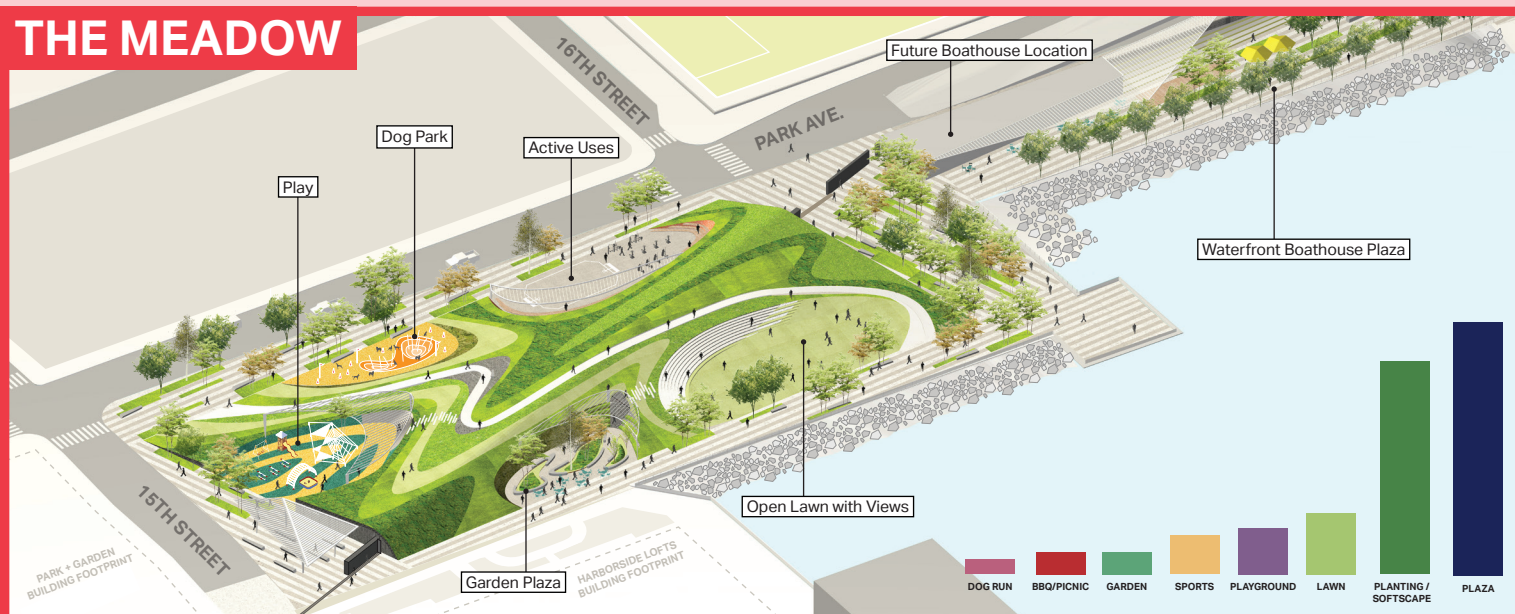 THE MEADOW
16TH STREET
Future Boathouse Location
PARK AVE.
Dog Park
Active Uses
Play
Waterfront Boathouse Plaza
Open Lawn with Views
15TH STREET
PARK + GARDEN
BUILDING FOOTPRINT
HARBORSIDE LOFTS
BUILDING FOOTPRINT
Garden Plaza
DOG RUN
BBQ/PICNIC
GARDEN
SPORTS
PLAYGROUND
LAWN
PLANTING /
SOFTSCAPE
PLAZA